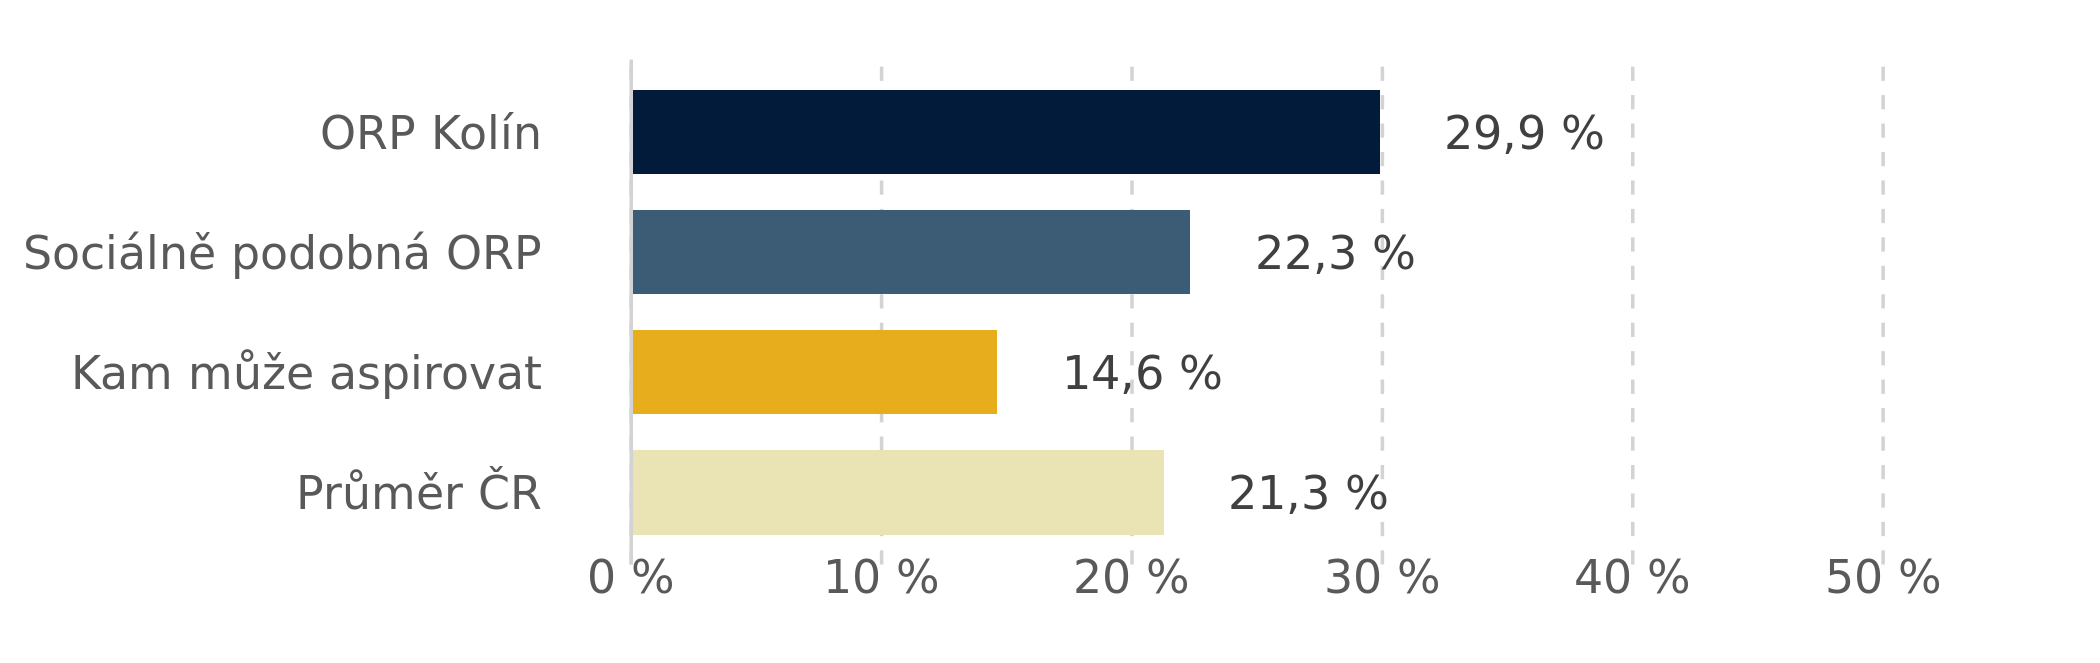 ORP Kolín 29,9 %
Sociálně podobná ORP 22,3 %
Kam může aspirovat 14,6 %
Průměr ČR 21,3 %
0 % 10 % 20 % 30 % 40 % 50 %